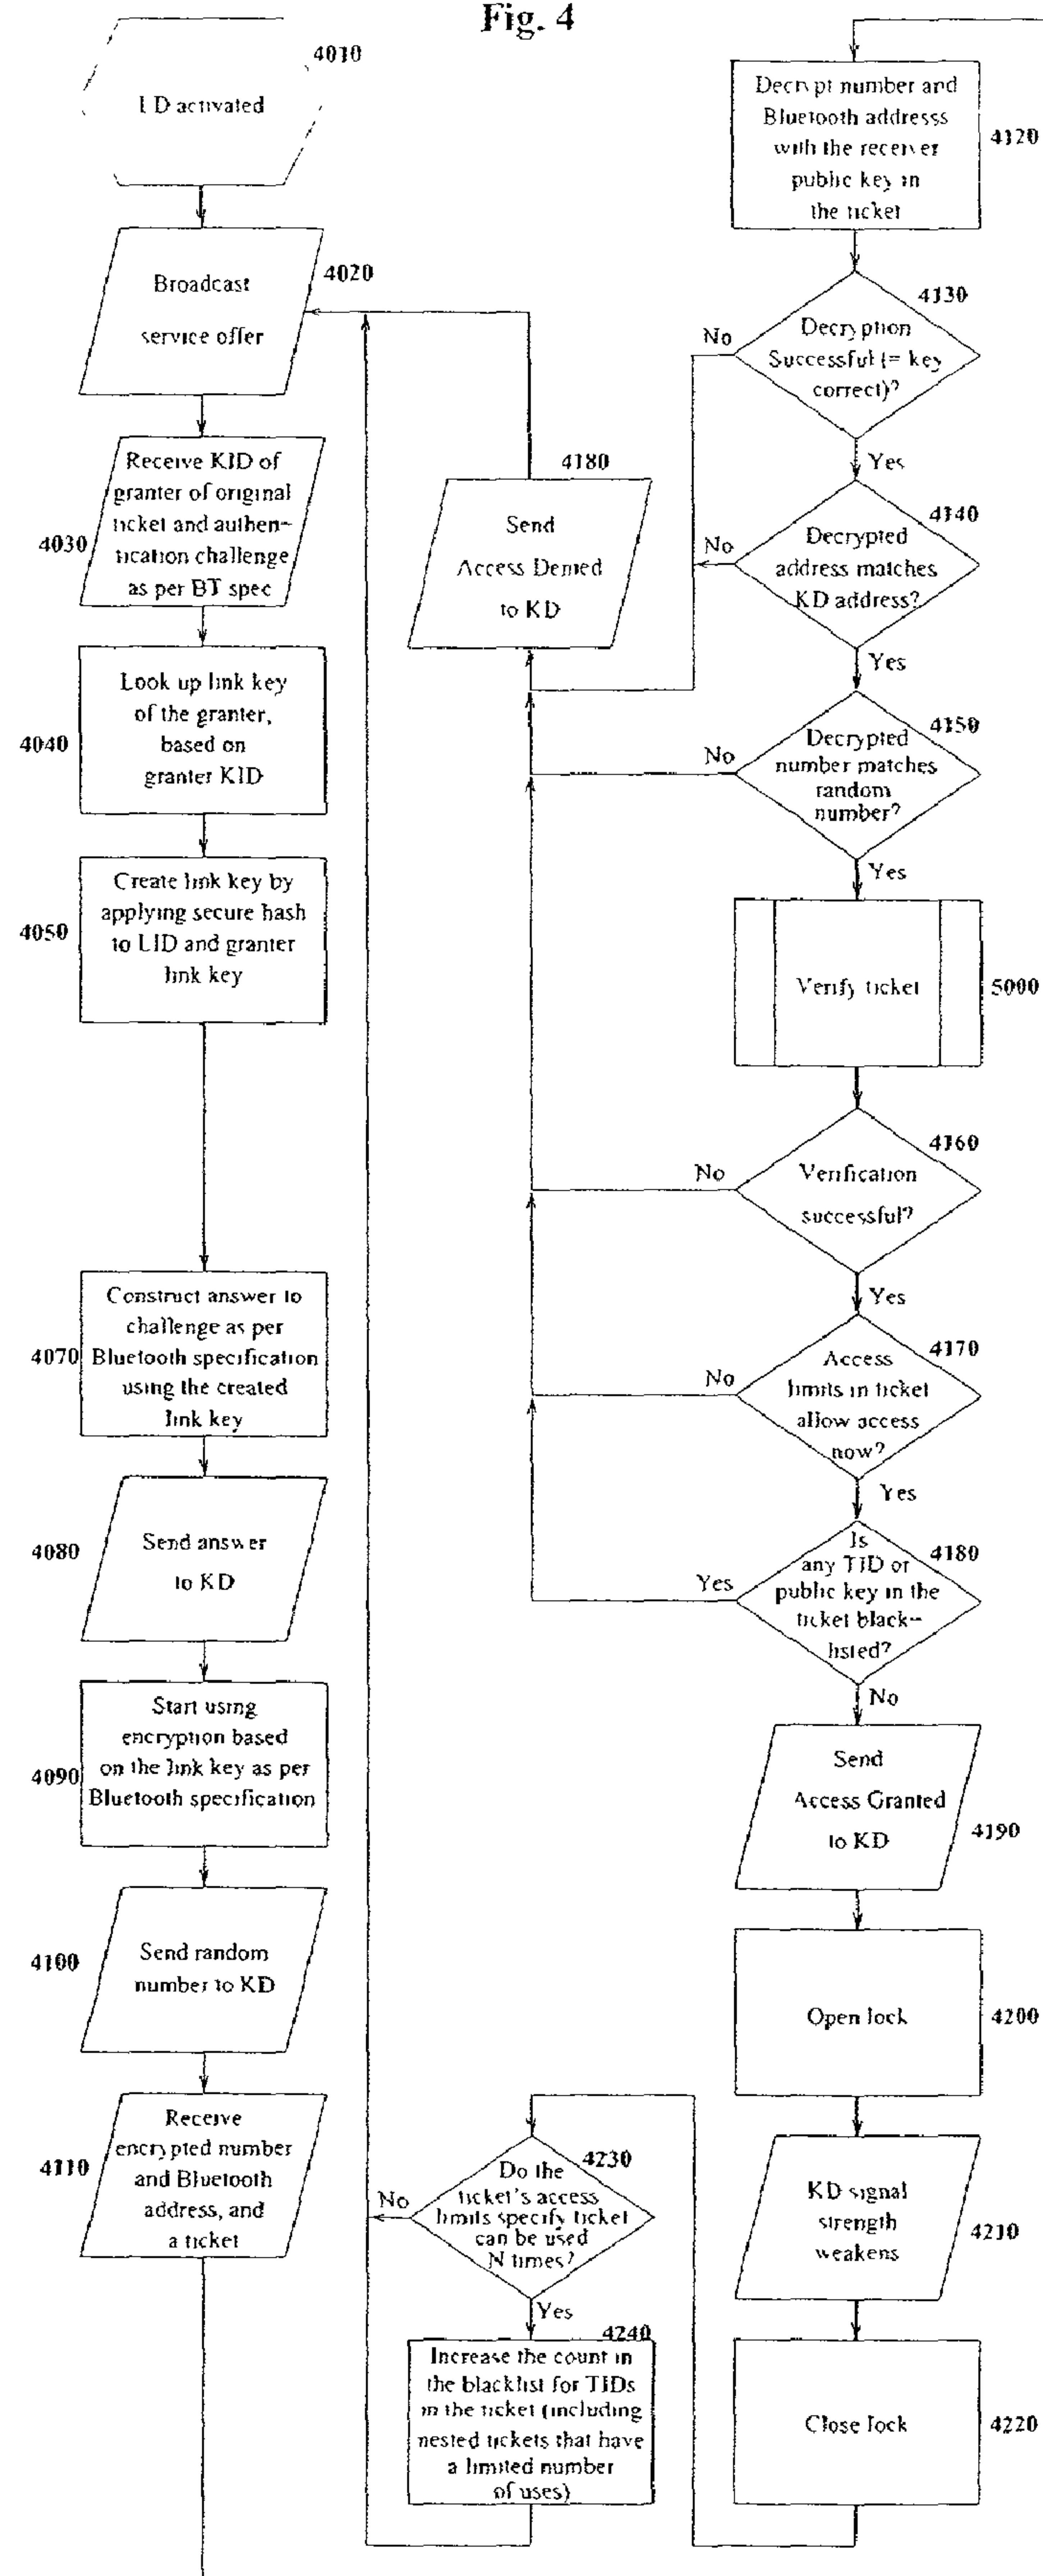 Fig. 4
4010
LD activated
4020
Broadcast
service offer
4030
Receive KID of
granter of original
ticket and authen-
tication challenge
as per BT spec
4040
Look up link key
of the granter,
based on
granter KID
4050
Create link key by
applying secure hash
to LID and granter
link key
4070
Construct answer to
challenge as per
Bluetooth specification
using the created
link key
4080
Send answer
to KD
4090
Start using
encryption based
on the link key as per
Bluetooth specification
4100
Send random
number to KD
4110
Receive
encrypted number
and Bluetooth
address, and
a ticket
4120
Decrypt number and
Bluetooth addresss
with the receiver
public key in
the ticket
4130
Decryption
Successful (= key
correct)?
No
Yes
4140
Decrypted
address matches
KD address?
No
Yes
4150
Decrypted
number matches
random
number?
No
Yes
Verify ticket
5000
4160
Verification
successful?
No
Yes
4170
Access
limits in ticket
allow access
now?
No
Yes
4180
Is
any TID or
public key in the
ticket black-
listed?
Yes
No
4180
Send
Access Denied
to KD
Send
Access Granted
to KD
4190
Open lock
4200
KD signal
strength
weakens
4210
Close lock
4220
4230
Do the
ticket's access
limits specify ticket
can be used
N times?
No
Yes
4240
Increase the count in
the blacklist for TIDs
in the ticket (including
nested tickets that have
a limited number
of uses)